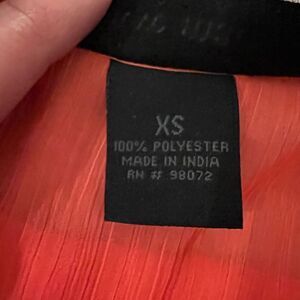 XS
100% POLYESTER
MADE IN INDIA
RN # 98072